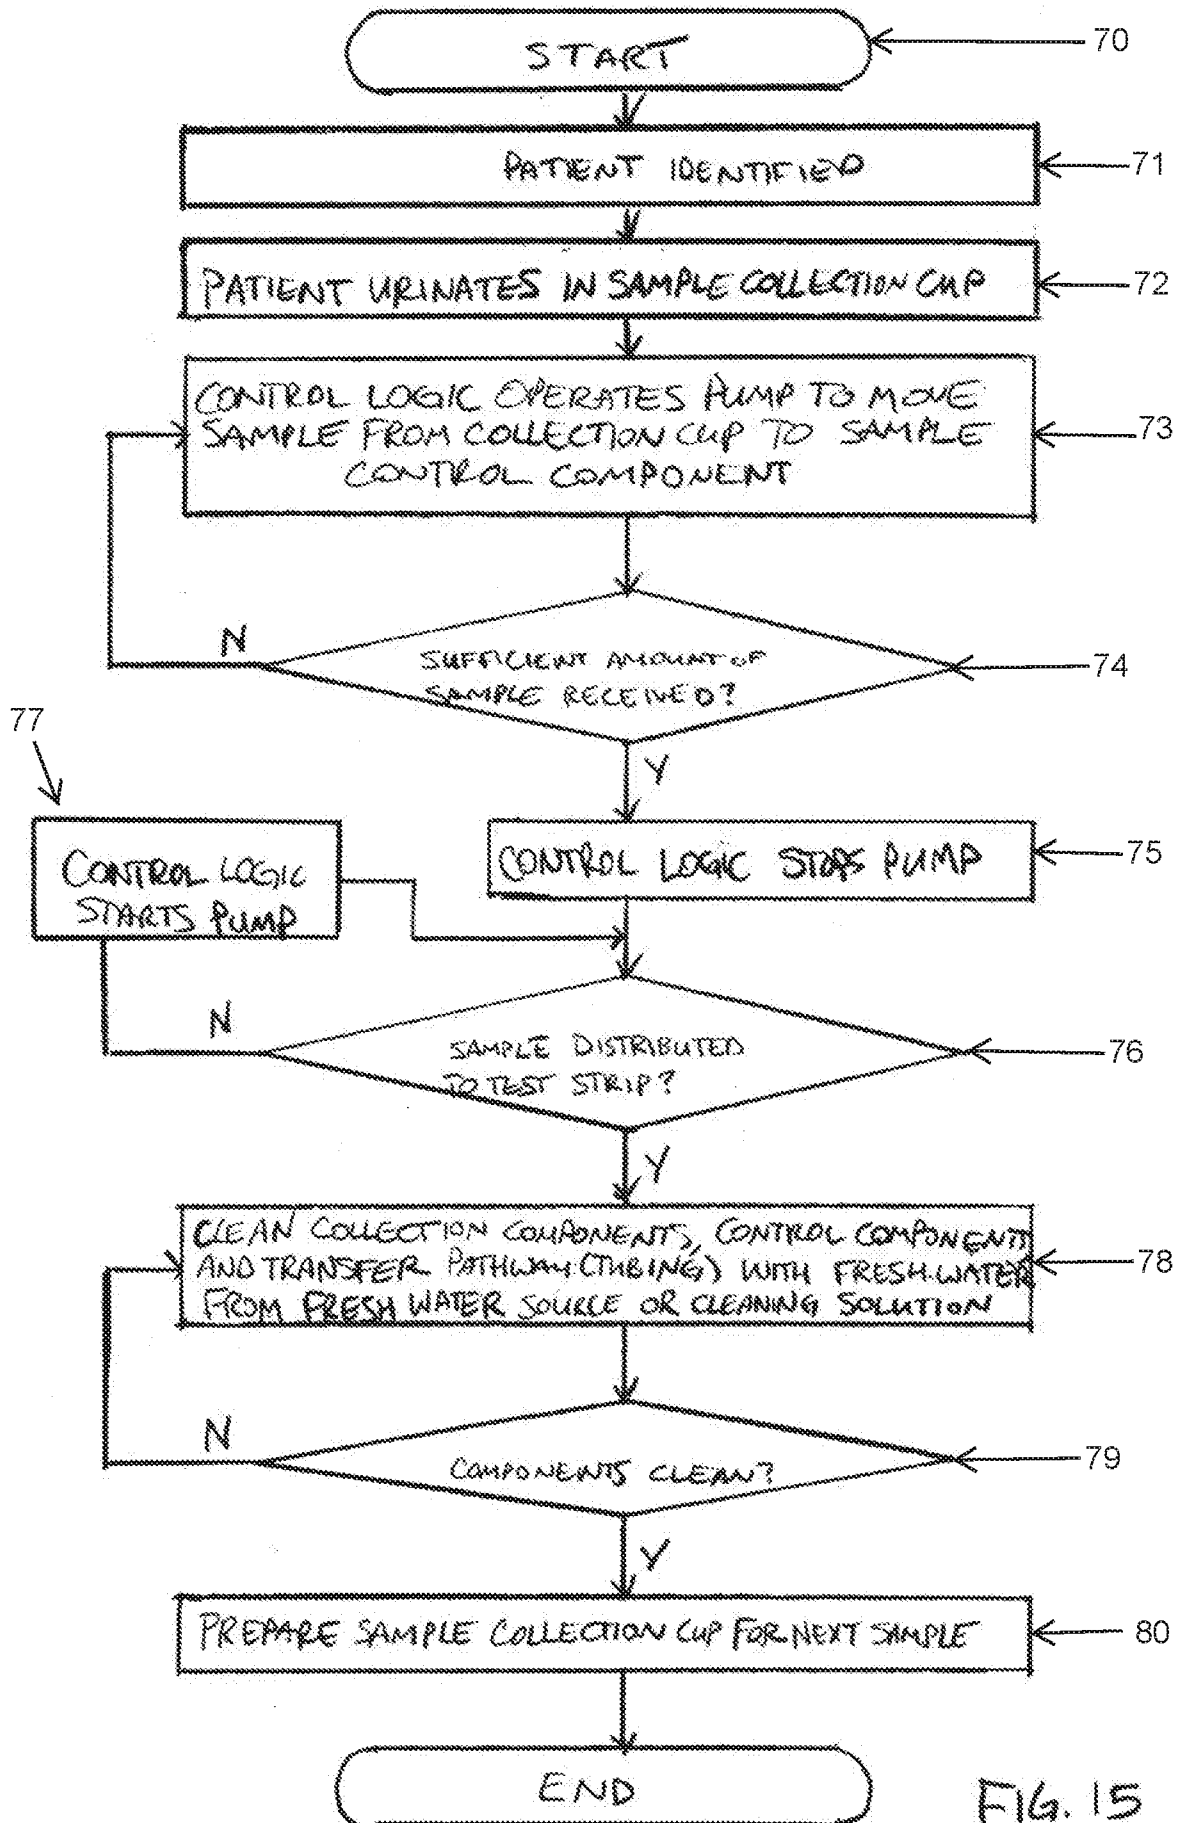 START
70
PATIENT IDENTIFIED
71
PATIENT URINATES IN SAMPLE COLLECTION CUP
72
CONTROL LOGIC OPERATES PUMP TO MOVE
SAMPLE FROM COLLECTION CUP TO SAMPLE
CONTROL COMPONENT
73
N
SUFFICIENT AMOUNT OF
SAMPLE RECEIVED?
74
77
Y
CONTROL LOGIC
STARTS PUMP
CONTROL LOGIC STOPS PUMP
75
N
SAMPLE DISTRIBUTED
TO TEST STRIP?
76
Y
CLEAN COLLECTION COMPONENTS, CONTROL COMPONENTS
AND TRANSFER PATHWAY (TUBING) WITH FRESH WATER
FROM FRESH WATER SOURCE OR CLEANING SOLUTION
78
N
COMPONENTS CLEAN?
79
Y
PREPARE SAMPLE COLLECTION CUP FOR NEXT SAMPLE
80
END
FIG. 15